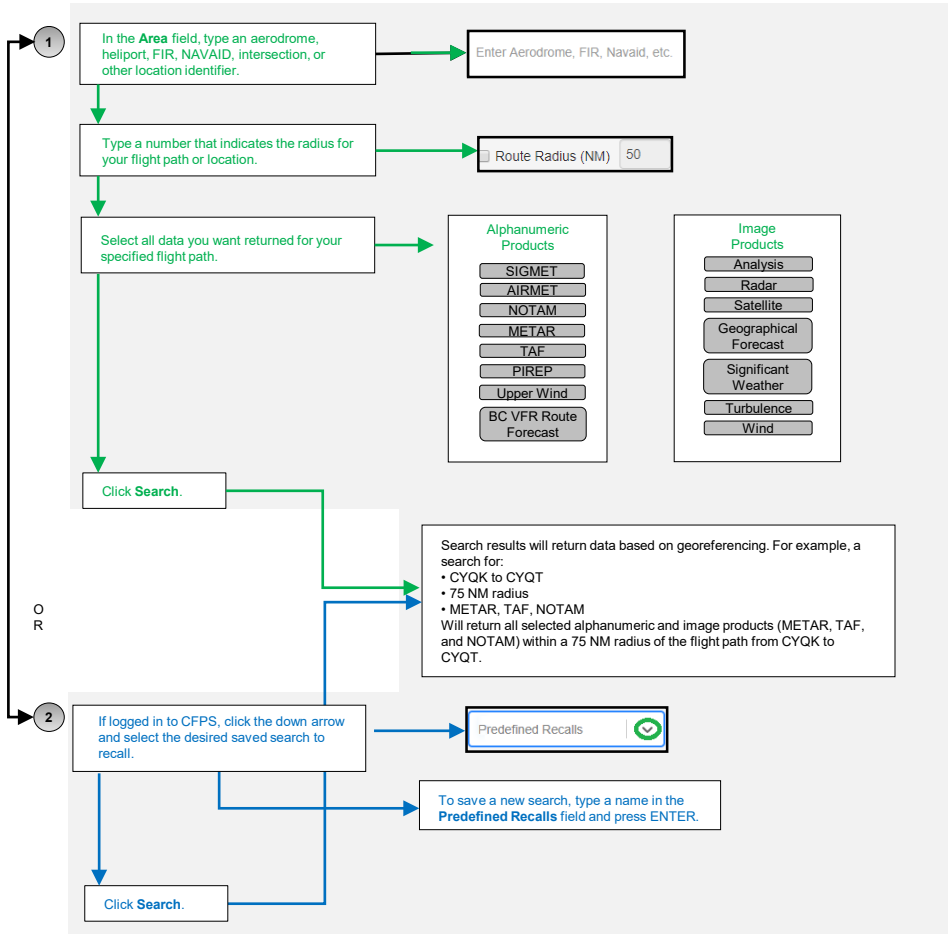 1
In the Area field, type an aerodrome,
heliport, FIR, NAVAID, intersection, or
other location identifier.
Enter Aerodrome, FIR, Navaid, etc.
Type a number that indicates the radius for
your flight path or location.
Route Radius (NM) 50
Select all data you want returned for your
specified flight path.
Alphanumeric
Products
SIGMET
AIRMET
NOTAM
METAR
TAF
PIREP
Upper Wind
BC VFR Route
Forecast
Image
Products
Analysis
Radar
Satellite
Geographical
Forecast
Significant
Weather
Turbulence
Wind
Click Search.
Search results will return data based on georeferencing. For example, a
search for:
• CYQK to CYQT
• 75 NM radius
• METAR, TAF, NOTAM
Will return all selected alphanumeric and image products (METAR, TAF,
and NOTAM) within a 75 NM radius of the flight path from CYQK to
CYQT.
O
R
2
If logged in to CFPS, click the down arrow
and select the desired saved search to
recall.
Predefined Recalls
To save a new search, type a name in the
Predefined Recalls field and press ENTER.
Click Search.